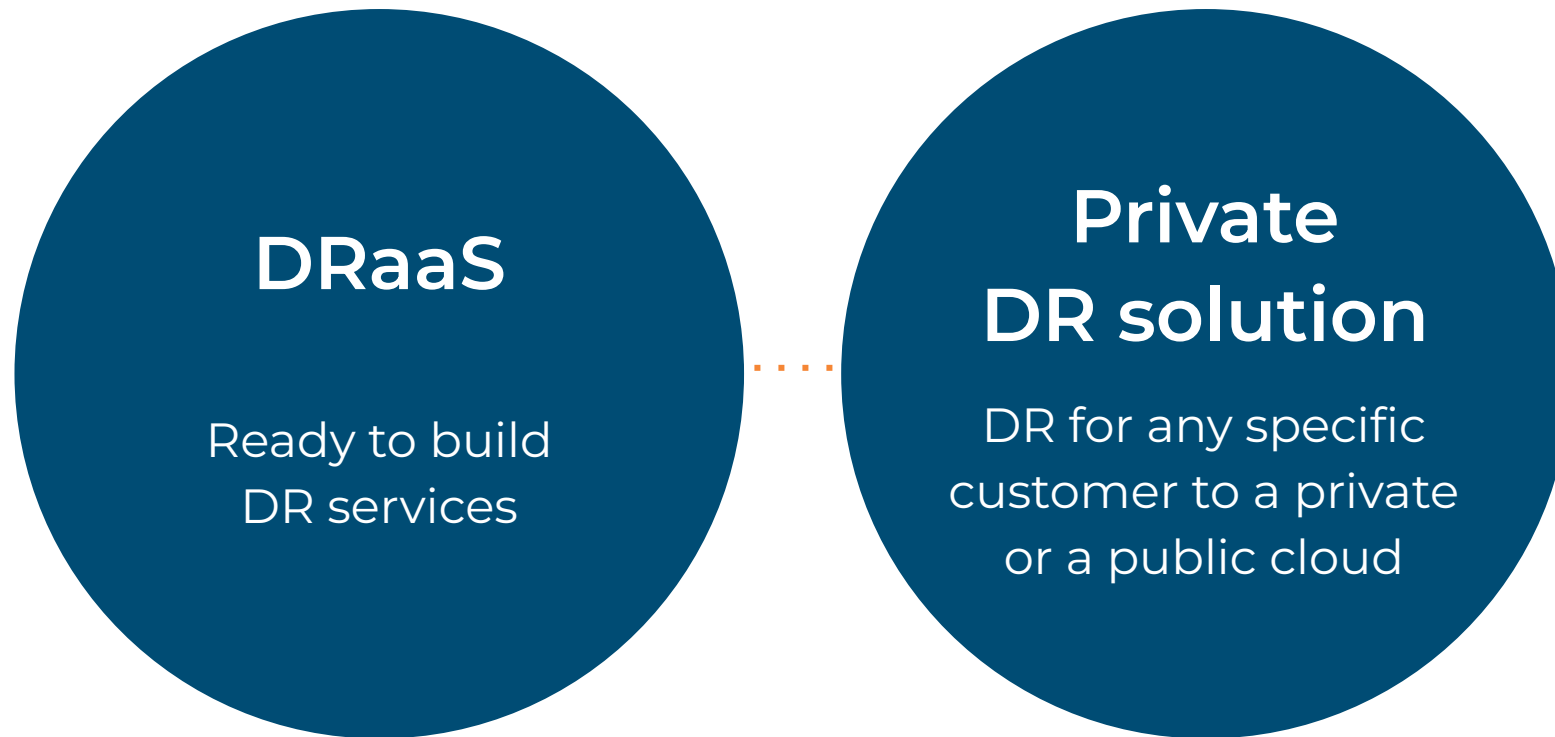 DRaaS
Ready to build
DR services
Private
DR solution
DR for any specific
customer to a private
or a public cloud